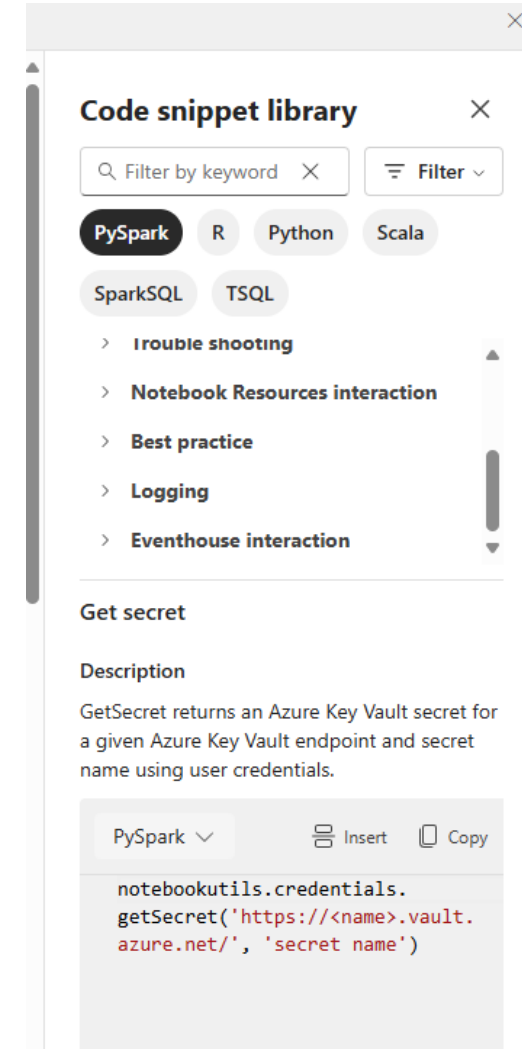 Code snippet library
Filter by keyword
Filter
PySpark
R
Python
Scala
SparkSQL
TSQL
Trouble shooting
Notebook Resources interaction
Best practice
Logging
Eventhouse interaction
Get secret
Description
GetSecret returns an Azure Key Vault secret for
a given Azure Key Vault endpoint and secret
name using user credentials.
PySpark
Insert
Copy
notebookutils.credentials.
getSecret('https://<name>.vault.
azure.net/', 'secret name')